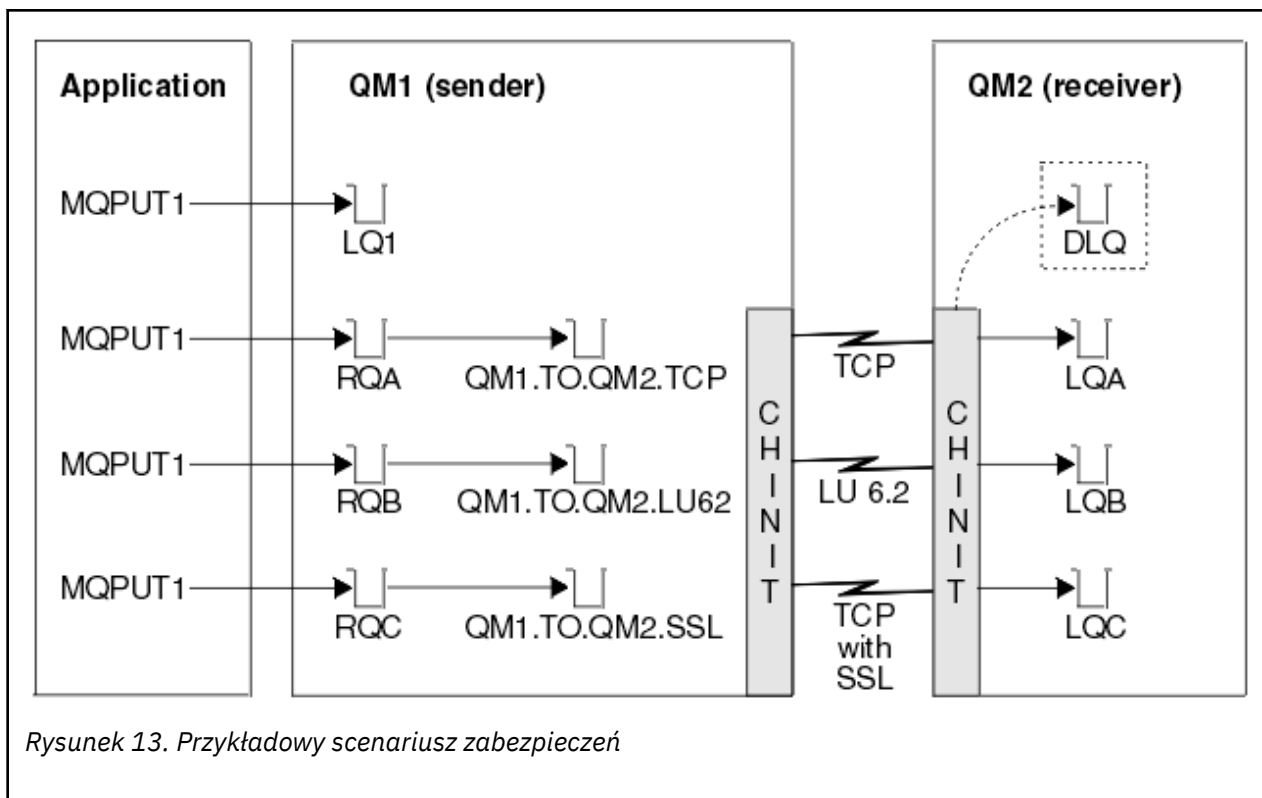 Application
QM1 (sender)
QM2 (receiver)
MQPUT1
LQ1
DLQ
MQPUT1
RQA
QM1.TO.QM2.TCP
TCP
LQA
MQPUT1
RQB
QM1.TO.QM2.LU62
LU 6.2
LQB
MQPUT1
RQC
QM1.TO.QM2.SSL
TCP
with
SSL
LQC
CHINIT
CHINIT
Rysunek 13. Przykładowy scenariusz zabezpieczeń